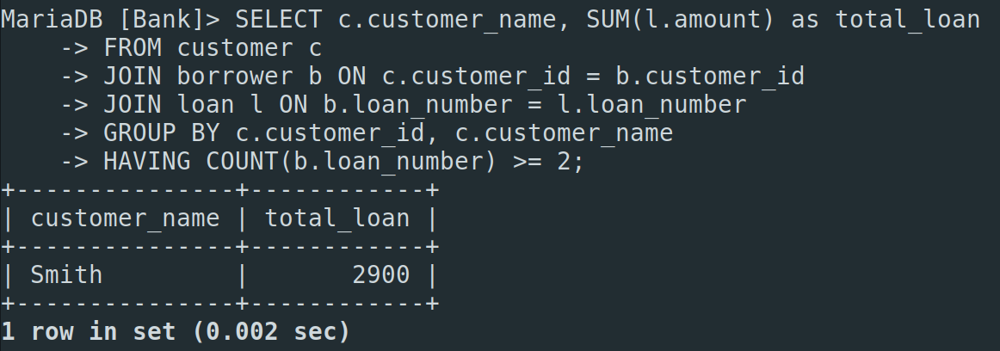 MariaDB [Bank]> SELECT c.customer_name, SUM(l.amount) as total_loan
    -> FROM customer c
    -> JOIN borrower b ON c.customer_id = b.customer_id
    -> JOIN loan l ON b.loan_number = l.loan_number
    -> GROUP BY c.customer_id, c.customer_name
    -> HAVING COUNT(b.loan_number) >= 2;
+---------------+------------+
| customer_name | total_loan |
+---------------+------------+
| Smith         |       2900 |
+---------------+------------+
1 row in set (0.002 sec)